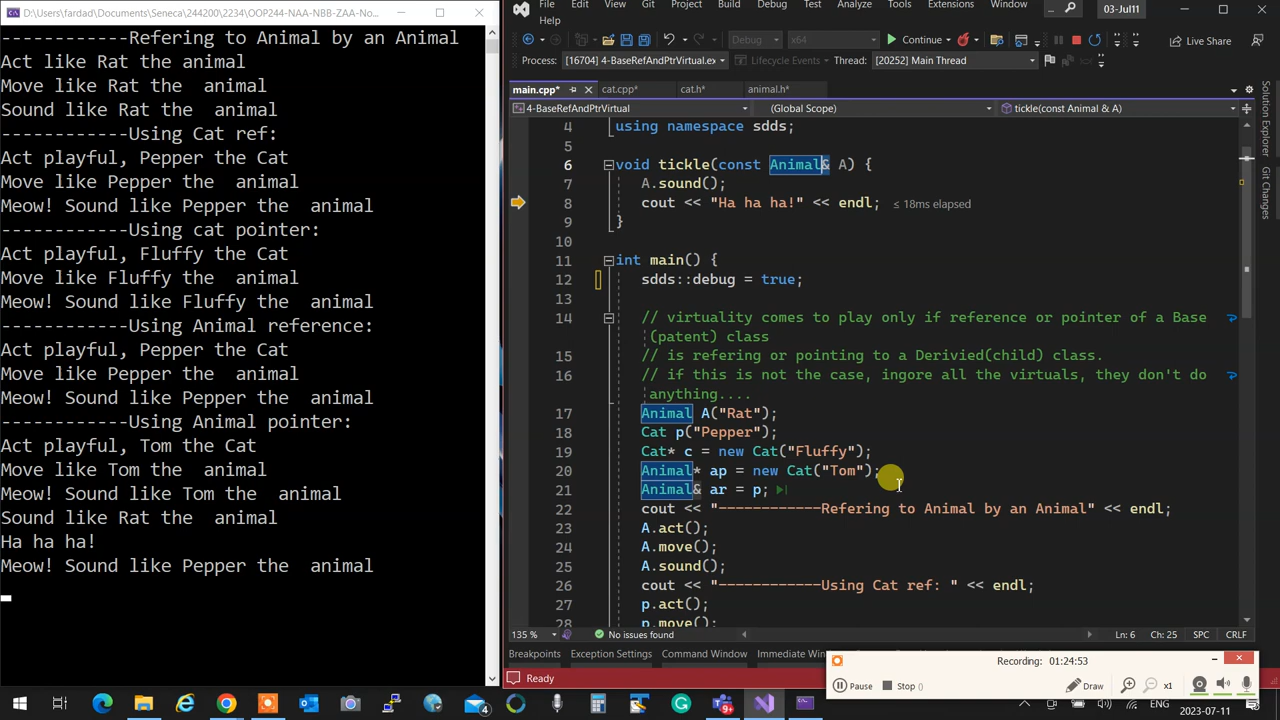 D:\Users\fardad\Documents\Seneca\244200\2234\OOP244-NAA-NBB-ZAA-No...
------------Refering to Animal by an Animal
Act like Rat the animal
Move like Rat the  animal
Sound like Rat the  animal
------------Using Cat ref:
Act playful, Pepper the Cat
Move like Pepper the  animal
Meow! Sound like Pepper the  animal
------------Using cat pointer:
Act playful, Fluffy the Cat
Move like Fluffy the  animal
Meow! Sound like Fluffy the  animal
------------Using Animal reference:
Act playful, Pepper the Cat
Move like Pepper the  animal
Meow! Sound like Pepper the  animal
------------Using Animal pointer:
Act playful, Tom the Cat
Move like Tom the  animal
Meow! Sound like Tom the  animal
Sound like Rat the  animal
Ha ha ha!
Meow! Sound like Pepper the  animal
File Edit View Git Project Build Debug Test Analyze Tools Extensions Window
Help
03-Jul11
Debug x64 Continue Live Share
Process: [16704] 4-BaseRefAndPtrVirtual.exe Lifecycle Events Thread: [20252] Main Thread
main.cpp* cat.cpp* cat.h* animal.h*
4-BaseRefAndPtrVirtual (Global Scope) tickle(const Animal & A)
4 using namespace sdds;
5
6 void tickle(const Animal& A) {
7 A.sound();
8 cout << "Ha ha ha!" << endl; ≤ 18ms elapsed
9 }
10
11 int main() {
12 sdds::debug = true;
13
14 // virtuality comes to play only if reference or pointer of a Base
(patent) class
15 // is refering or pointing to a Derivied(child) class.
16 // if this is not the case, ingore all the virtuals, they don't do
anything....
17 Animal A("Rat");
18 Cat p("Pepper");
19 Cat* c = new Cat("Fluffy");
20 Animal* ap = new Cat("Tom");
21 Animal& ar = p;
22 cout << "------------Refering to Animal by an Animal" << endl;
23 A.act();
24 A.move();
25 A.sound();
26 cout << "------------Using Cat ref: " << endl;
27 p.act();
28 p.move();
135 % No issues found Ln: 6 Ch: 25 SPC CRLF
Breakpoints Exception Settings Command Window Immediate Win
Ready
Solution Explorer
Git Changes
Recording: 01:24:53
Pause Stop () Draw x1
ENG 2023-07-11